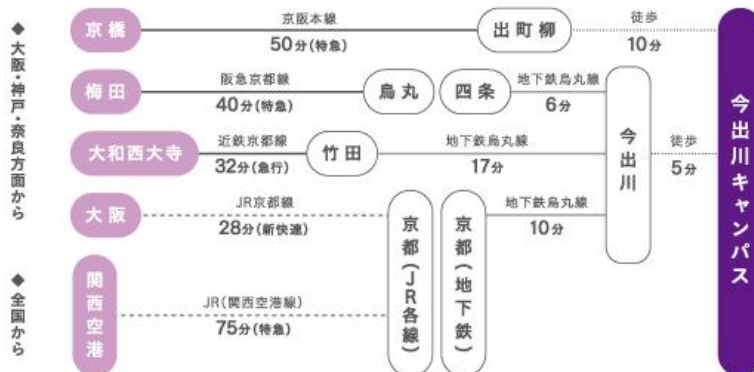 ◆大阪・神戸・奈良方面から
京橋
京阪本線
50分(特急)
出町柳
徒歩
10分
梅田
阪急京都線
40分(特急)
烏丸
四条
地下鉄烏丸線
6分
大和西大寺
近鉄京都線
32分(急行)
竹田
地下鉄烏丸線
17分
今出川
徒歩
5分
大阪
JR京都線
28分(新快速)
京都(JR各線)
京都(地下鉄)
地下鉄烏丸線
10分
◆全国から
関西空港
JR(関西空港線)
75分(特急)
今出川キャンパス